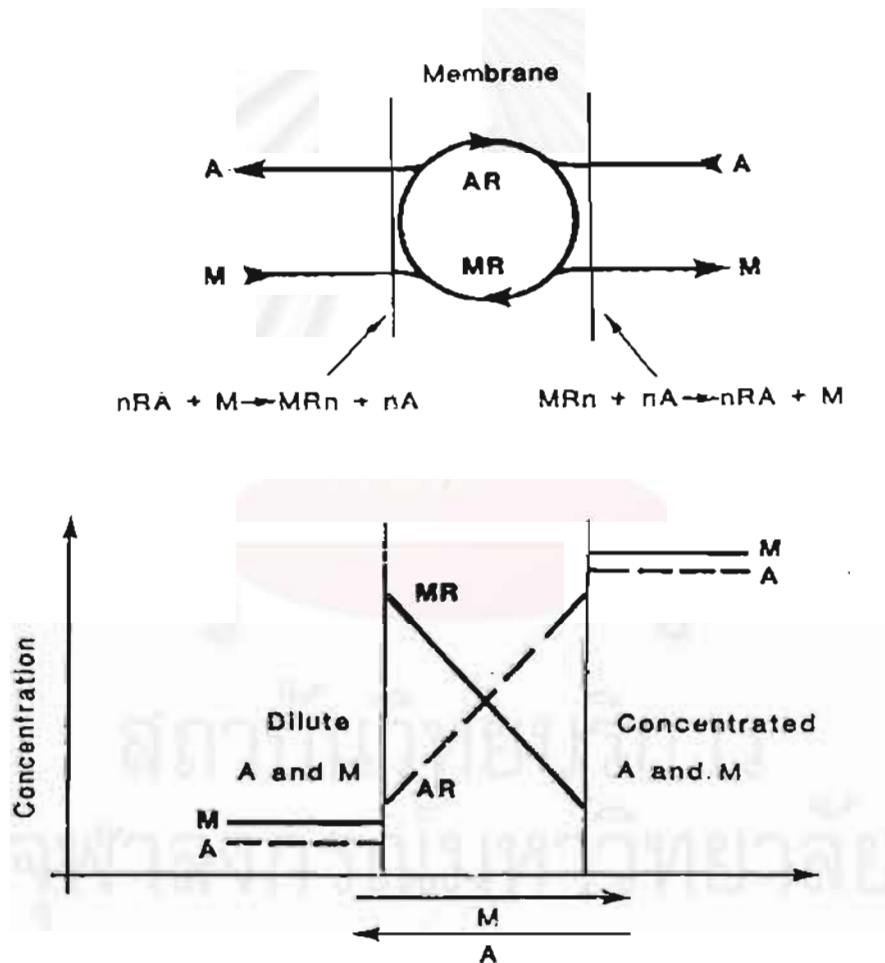 Membrane
A
AR
A
M
MR
M
nRA + M → MRn + nA
MRn + nA → nRA + M
Concentration
M
A
MR
Dilute
A and M
Concentrated
A and. M
AR
M
A
M
A